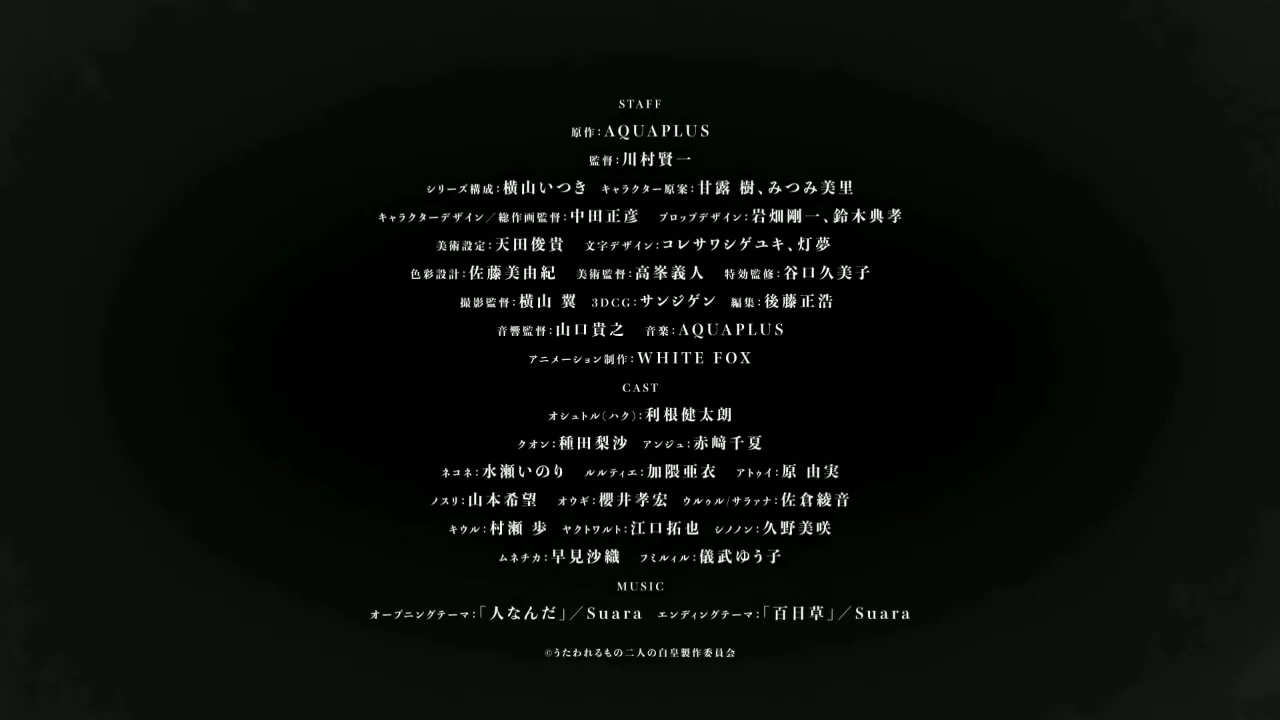 STAFF
原作：AQUAPLUS
監督：川村賢一
シリーズ構成：横山いつき　キャラクター原案：甘露 樹、みつみ美里
キャラクターデザイン／総作画監督：中田正彦　プロップデザイン：岩畑剛一、鈴木典孝
美術設定：天田俊貴　文字デザイン：コレサワシゲユキ、灯夢
色彩設計：佐藤美由紀　美術監督：高峯義人　特効監修：谷口久美子
撮影監督：横山 翼　3DCG：サンジゲン　編集：後藤正浩
音響監督：山口貴之　音楽：AQUAPLUS
アニメーション制作：WHITE FOX
CAST
オシュトル（ハク）：利根健太朗
クオン：種田梨沙　アンジュ：赤﨑千夏
ネコネ：水瀬いのり　ルルティエ：加隈亜衣　アトゥイ：原 由実
ノスリ：山本希望　オウギ：櫻井孝宏　ウルゥル/サラァナ：佐倉綾音
キウル：村瀬 歩　ヤクトワルト：江口拓也　シノノン：久野美咲
ムネチカ：早見沙織　フミルィル：儀武ゆう子
MUSIC
オープニングテーマ：「人なんだ」／Suara　エンディングテーマ：「百日草」／Suara
©うたわれるもの二人の白皇製作委員会